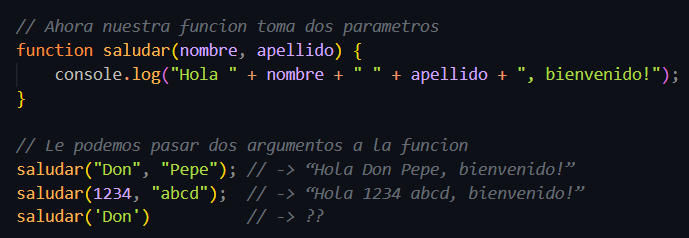 // Ahora nuestra funcion toma dos parametros
function saludar(nombre, apellido) {
    console.log("Hola " + nombre + " " + apellido + ", bienvenido!");
}

// Le podemos pasar dos argumentos a la funcion
saludar("Don", "Pepe"); // -> “Hola Don Pepe, bienvenido!”
saludar(1234, "abcd");  // -> “Hola 1234 abcd, bienvenido!”
saludar('Don')          // -> ??